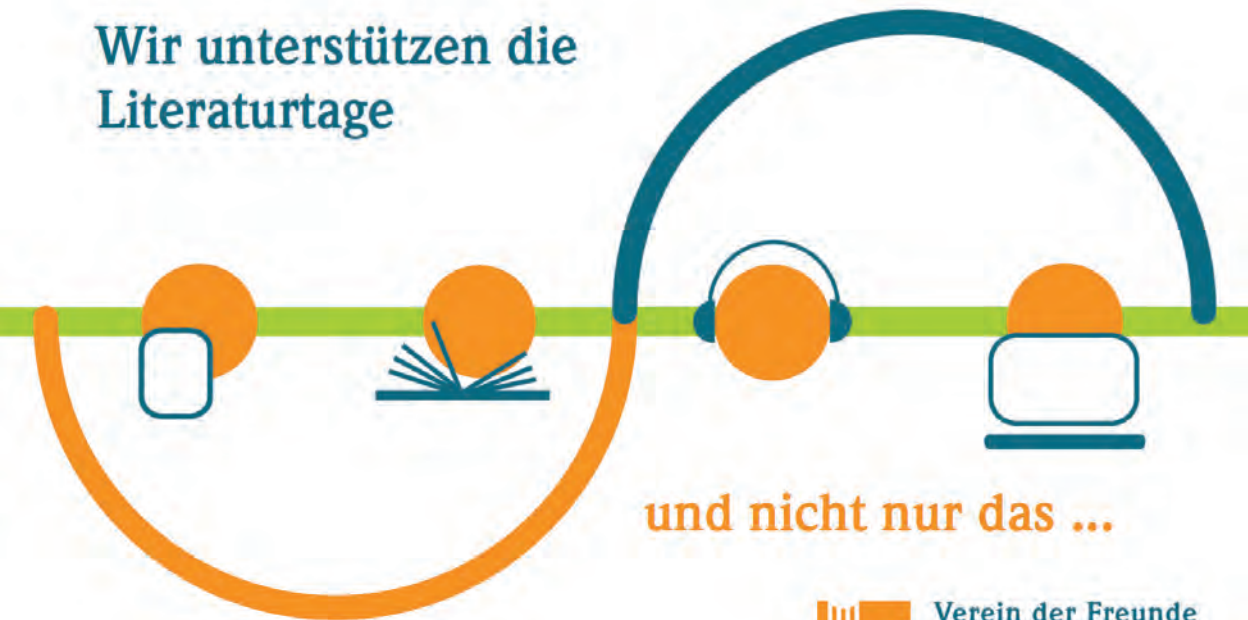 Wir unterstützen die
Literaturtage
und nicht nur das ...
Verein der Freunde